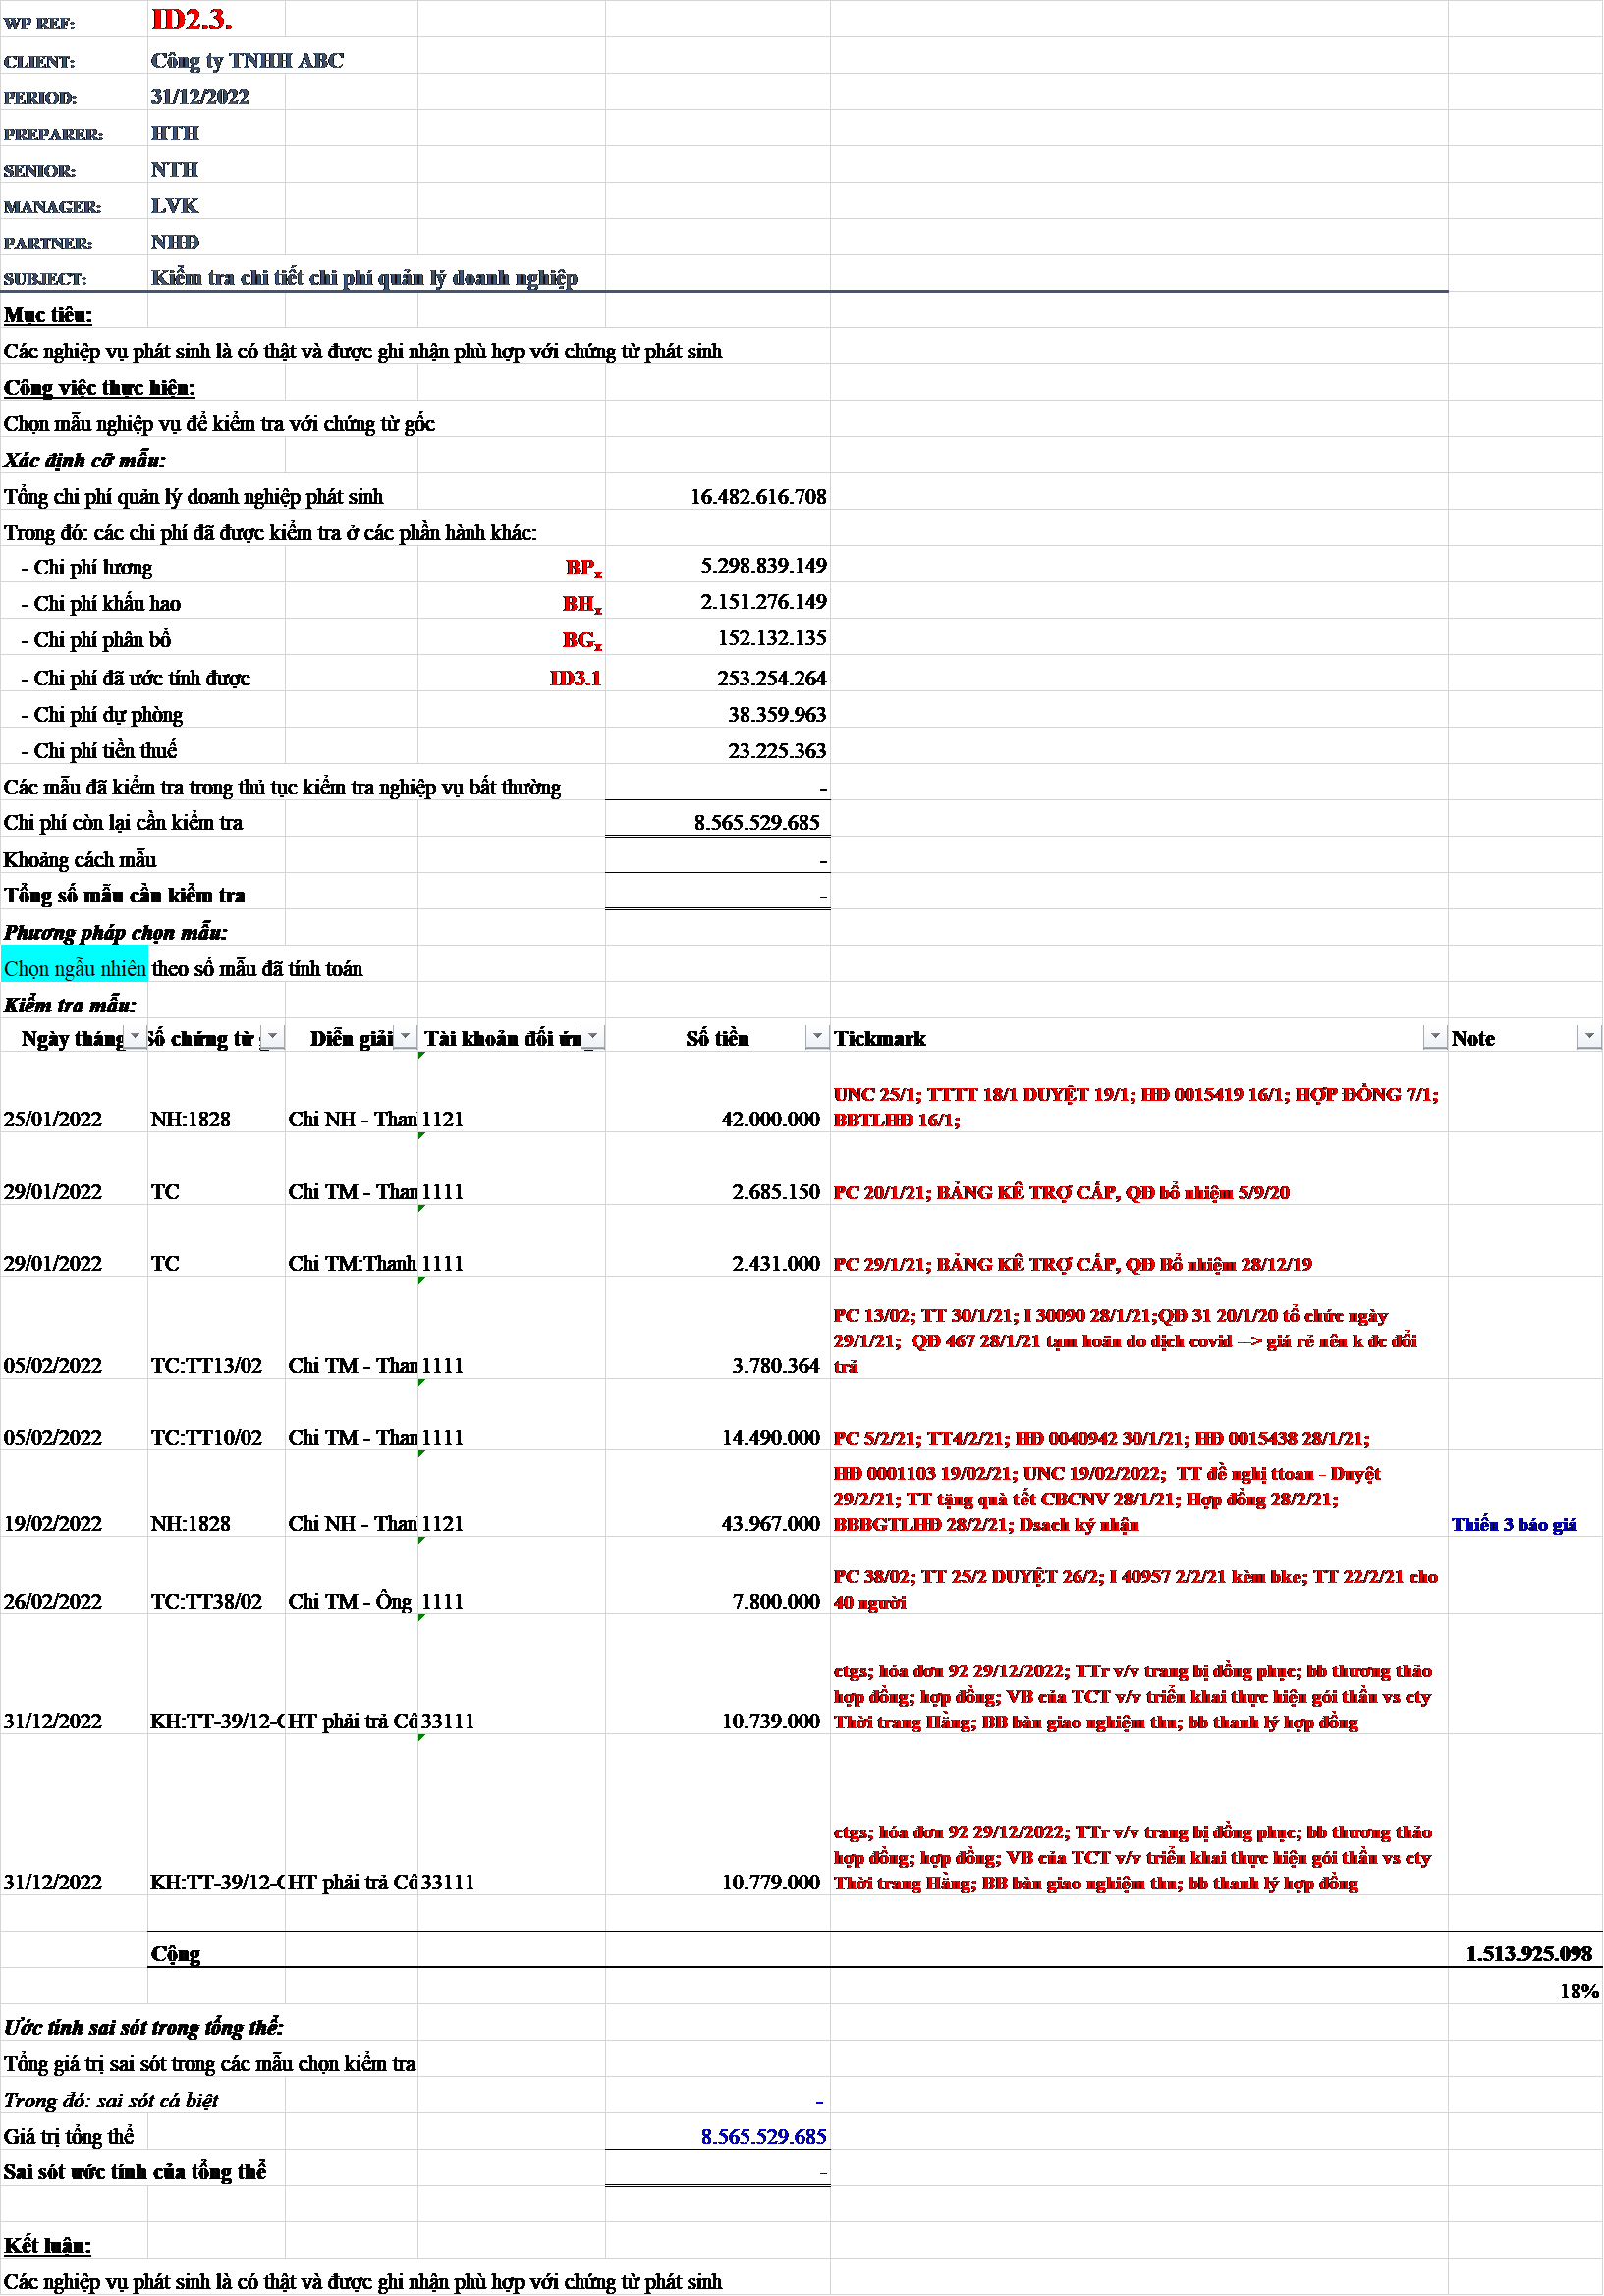 WP REF: ID2.3.
CLIENT: Công ty TNHH ABC
PERIOD: 31/12/2022
PREPARER: HTH
SENIOR: NTH
MANAGER: LVK
PARTNER: NHĐ
SUBJECT: Kiểm tra chi tiết chi phí quản lý doanh nghiệp
Mục tiêu:
Các nghiệp vụ phát sinh là có thật và được ghi nhận phù hợp với chứng từ phát sinh
Công việc thực hiện:
Chọn mẫu nghiệp vụ để kiểm tra với chứng từ gốc
Xác định cỡ mẫu:
Tổng chi phí quản lý doanh nghiệp phát sinh 16.482.616.708
Trong đó: các chi phí đã được kiểm tra ở các phần hành khác:
- Chi phí lương BPx 5.298.839.149
- Chi phí khấu hao BHx 2.151.276.149
- Chi phí phân bổ BGx 152.132.135
- Chi phí đã ước tính được ID3.1 253.254.264
- Chi phí dự phòng 38.359.963
- Chi phí tiền thuế 23.225.363
Các mẫu đã kiểm tra trong thủ tục kiểm tra nghiệp vụ bất thường -
Chi phí còn lại cần kiểm tra 8.565.529.685
Khoảng cách mẫu -
Tổng số mẫu cần kiểm tra -
Phương pháp chọn mẫu:
Chọn ngẫu nhiên theo số mẫu đã tính toán
Kiểm tra mẫu:
Ngày tháng Số chứng từ Diễn giải Tài khoản đối ứn Số tiền Tickmark Note
UNC 25/1; TTTT 18/1 DUYỆT 19/1; HĐ 0015419 16/1; HỢP ĐỒNG 7/1;
25/01/2022 NH:1828 Chi NH - Than 1121 42.000.000 BBTLHĐ 16/1;
29/01/2022 TC Chi TM - Than 1111 2.685.150 PC 20/1/21; BẢNG KÊ TRỢ CẤP, QĐ bổ nhiệm 5/9/20
29/01/2022 TC Chi TM:Thanh 1111 2.431.000 PC 29/1/21; BẢNG KÊ TRỢ CẤP, QĐ Bổ nhiệm 28/12/19
PC 13/02; TT 30/1/21; I 30090 28/1/21;QĐ 31 20/1/20 tổ chức ngày
29/1/21; QĐ 467 28/1/21 tạm hoãn do dịch covid --> giá rẻ nên k đc đổi
05/02/2022 TC:TT13/02 Chi TM - Than 1111 3.780.364 trả
05/02/2022 TC:TT10/02 Chi TM - Than 1111 14.490.000 PC 5/2/21; TT4/2/21; HĐ 0040942 30/1/21; HĐ 0015438 28/1/21;
HĐ 0001103 19/02/21; UNC 19/02/2022; TT đề nghị ttoan - Duyệt
29/2/21; TT tặng quà tết CBCNV 28/1/21; Hợp đồng 28/2/21;
19/02/2022 NH:1828 Chi NH - Than 1121 43.967.000 BBBGTLHĐ 28/2/21; Dsach ký nhận Thiếu 3 báo giá
PC 38/02; TT 25/2 DUYỆT 26/2; I 40957 2/2/21 kèm bke; TT 22/2/21 cho
26/02/2022 TC:TT38/02 Chi TM - Ông 1111 7.800.000 40 người
ctgs; hóa đơn 92 29/12/2022; TTr v/v trang bị đồng phục; bb thương thảo
hợp đồng; hợp đồng; VB của TCT v/v triển khai thực hiện gói thầu vs cty
31/12/2022 KH:TT-39/12- HT phải trả Cô 33111 10.739.000 Thời trang Hằng; BB bàn giao nghiệm thu; bb thanh lý hợp đồng
ctgs; hóa đơn 92 29/12/2022; TTr v/v trang bị đồng phục; bb thương thảo
hợp đồng; hợp đồng; VB của TCT v/v triển khai thực hiện gói thầu vs cty
31/12/2022 KH:TT-39/12- HT phải trả Cô 33111 10.779.000 Thời trang Hằng; BB bàn giao nghiệm thu; bb thanh lý hợp đồng
Cộng 1.513.925.098
18%
Ước tính sai sót trong tổng thể:
Tổng giá trị sai sót trong các mẫu chọn kiểm tra
Trong đó: sai sót cá biệt -
Giá trị tổng thể 8.565.529.685
Sai sót ước tính của tổng thể -
Kết luận:
Các nghiệp vụ phát sinh là có thật và được ghi nhận phù hợp với chứng từ phát sinh